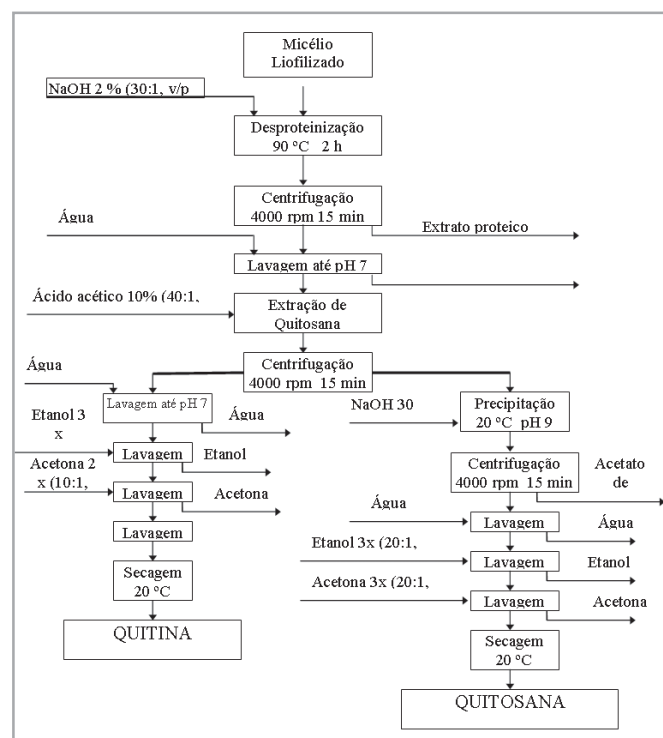 Micélio
Liofilizado
NaOH 2 % (30:1, v/p
Desproteinização
90 °C 2 h
Centrifugação
4000 rpm 15 min
Água
Extrato proteico
Lavagem até pH 7
Ácido acético 10% (40:1,
Extração de
Quitosana
Centrifugação
4000 rpm 15 min
Água
Lavagem até pH 7
Água
Etanol 3
x
Lavagem
Etanol
Acetona 2
x (10:1,
Lavagem
Acetona
Lavagem
Secagem
20 °C
QUITINA
NaOH 30
Precipitação
20 °C pH 9
Centrifugação
4000 rpm 15 min
Acetato
de
Água
Lavagem
Água
Etanol 3x (20:1,
Lavagem
Etanol
Acetona 3x (20:1,
Lavagem
Acetona
Secagem
20 °C
QUITOSANA